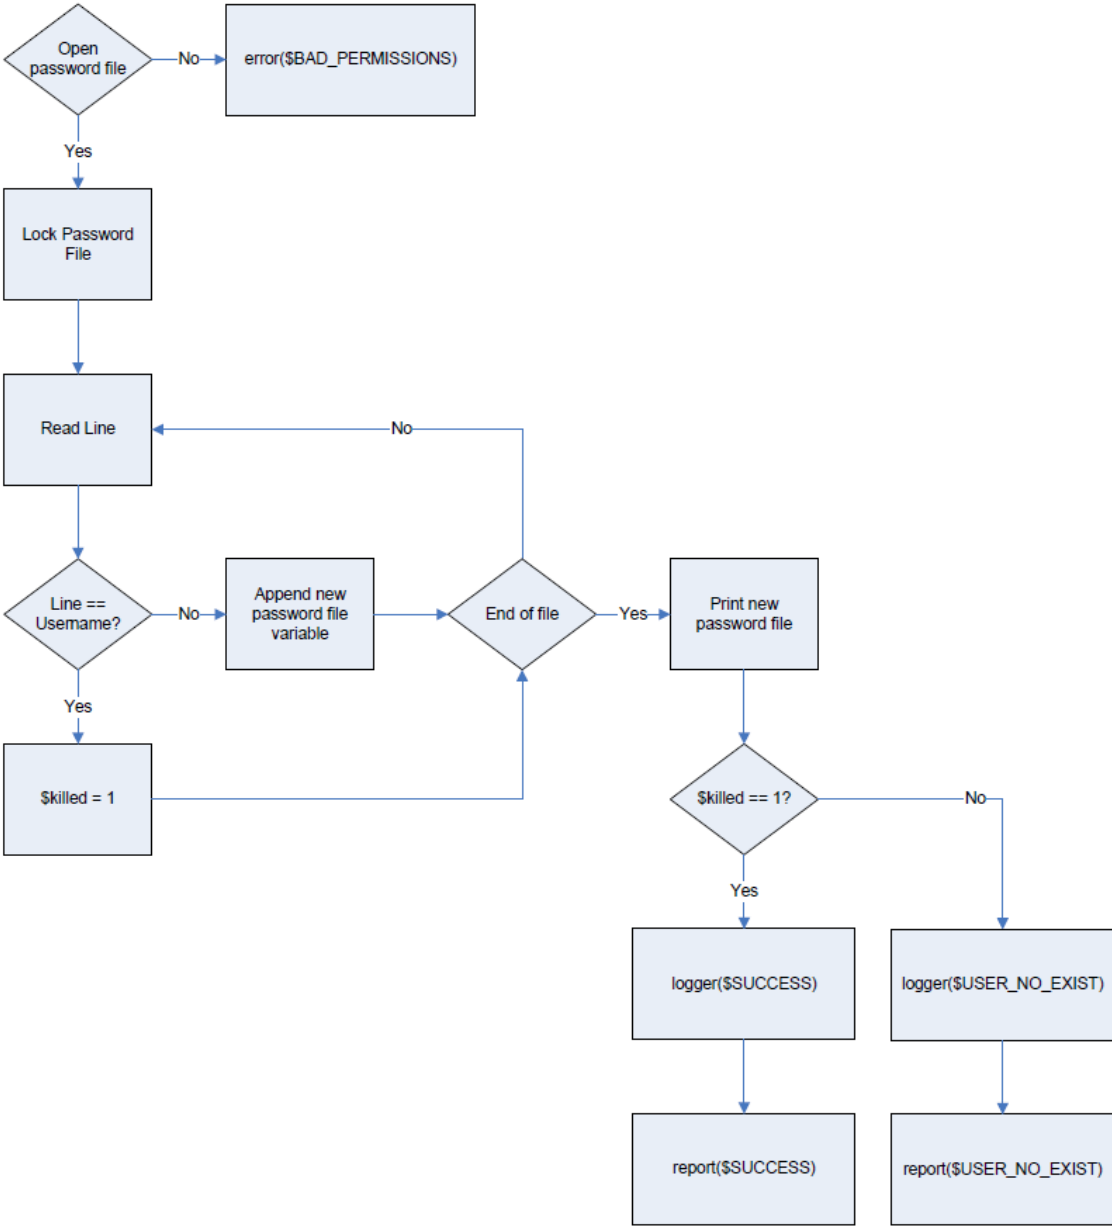 Open
password file
No
error($BAD_PERMISSIONS)
Yes
Lock Password
File
Read Line
No
Line ==
Username?
No
Append new
password file
variable
End of file
Yes
Print new
password file
Yes
$killed = 1
$killed == 1?
No
Yes
logger($SUCCESS)
logger($USER_NO_EXIST)
report($SUCCESS)
report($USER_NO_EXIST)